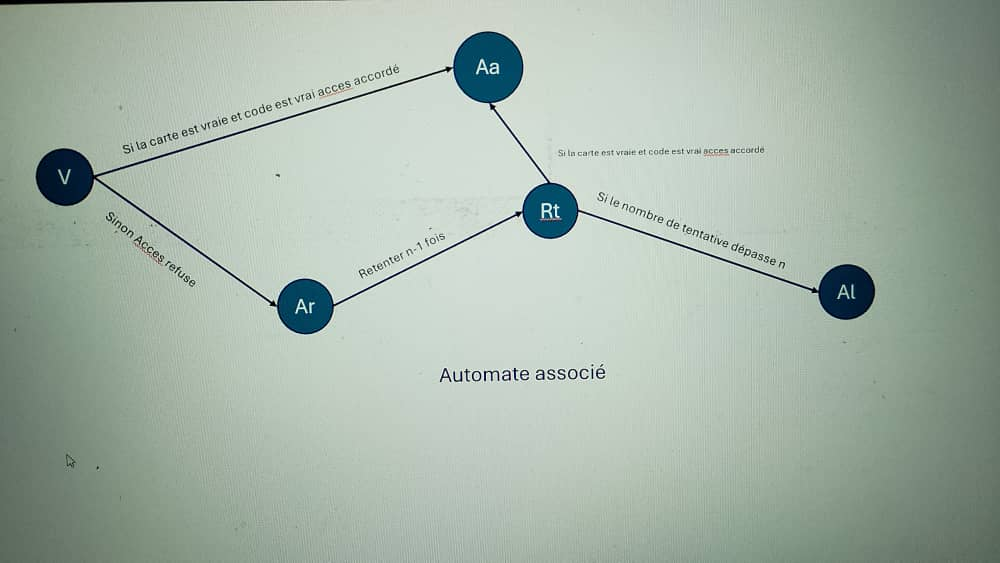 Aa
Si la carte est vraie et code est vrai acces accordé
V
Si la carte est vraie et code est vrai acces accordé
Rt
Si le nombre de tentative dépasse n
Sinon Acces refuse
Retenter n-1 fois
Ar
Al
Automate associé